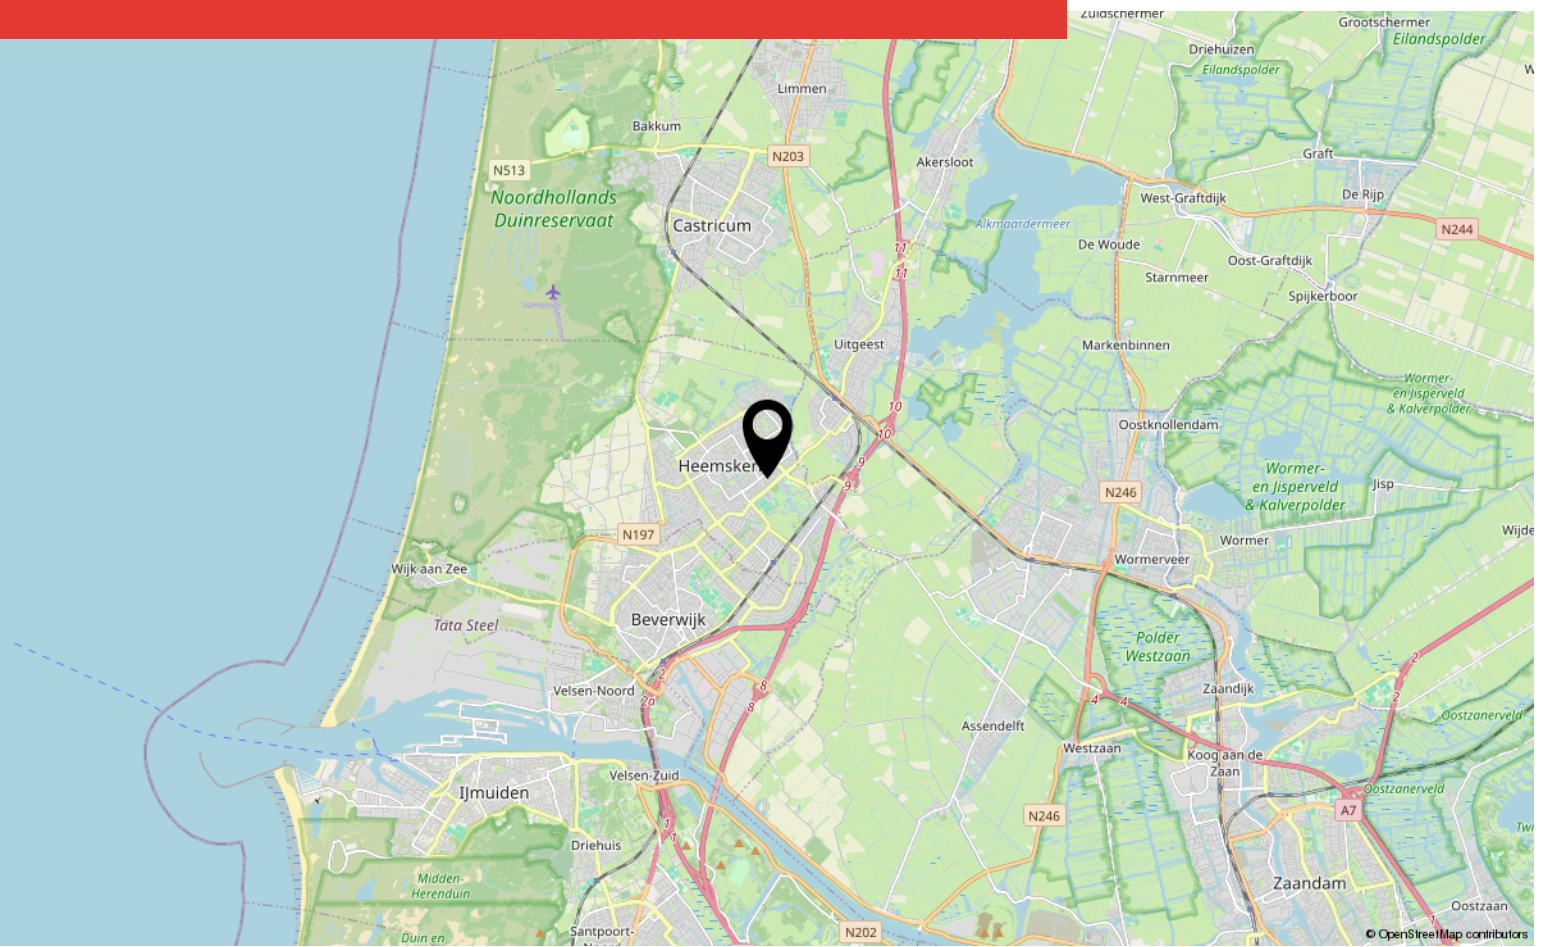 Zuidschermer
Grootschermer
Eilandspolder
Driehuizen
Eilandspolder
Limmen
Bakkum
N203
Akersloot
Graft
N513
De Rijp
West-Graftdijk
Noordhollands
Duinreservaat
Castricum
Alkmaardermeer
N244
De Woude
11
11
Oost-Graftdijk
Starnmeer
Spijkerboor
Uitgeest
Markenbinnen
Wormer-
en Jisperveld
& Kalverpolder
10
10
Oostknollendam
Heemskerk
9
9
Wormer-
en Jisperveld
& Kalverpolder
Jisp
N246
N197
Wijde
Wormer
Wormerveer
Wijk aan Zee
Beverwijk
Tata Steel
Polder
Westzaan
2
2
2
2a
Velsen-Noord
8
8
Zaandijk
4
4
Oostzanerveld
Assendelft
Westzaan
Koog aan de
Zaan
Velsen-Zuid
IJmuiden
Oostzanerveld
A7
N246
1
1
Driehuis
Midden-
Herenduin
Zaandam
Oostzaan
1
N202
Santpoort-
Noord
Duin en
© OpenStreetMap contributors